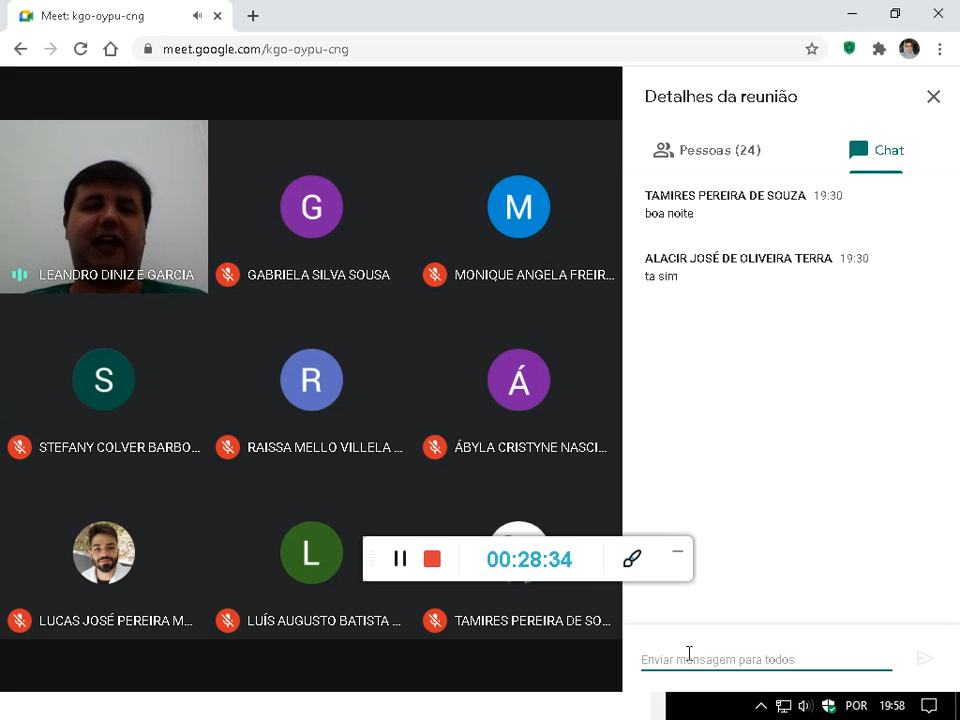 Meet: kgo-oypu-cng
meet.google.com/kgo-oypu-cng
Detalhes da reunião
Pessoas (24)
Chat
TAMIRES PEREIRA DE SOUZA 19:30
boa noite
ALACIR JOSÉ DE OLIVEIRA TERRA 19:30
ta sim
G
M
LEANDRO DINIZ E GARCIA
GABRIELA SILVA SOUSA
MONIQUE ANGELA FREIR...
S
R
Á
STEFANY COLVER BARBO...
RAISSA MELLO VILLELA ...
ÁBYLA CRISTYNE NASCI...
L
00:28:34
LUCAS JOSÉ PEREIRA M...
LUÍS AUGUSTO BATISTA ...
TAMIRES PEREIRA DE SO...
Enviar mensagem para todos
POR
19:58